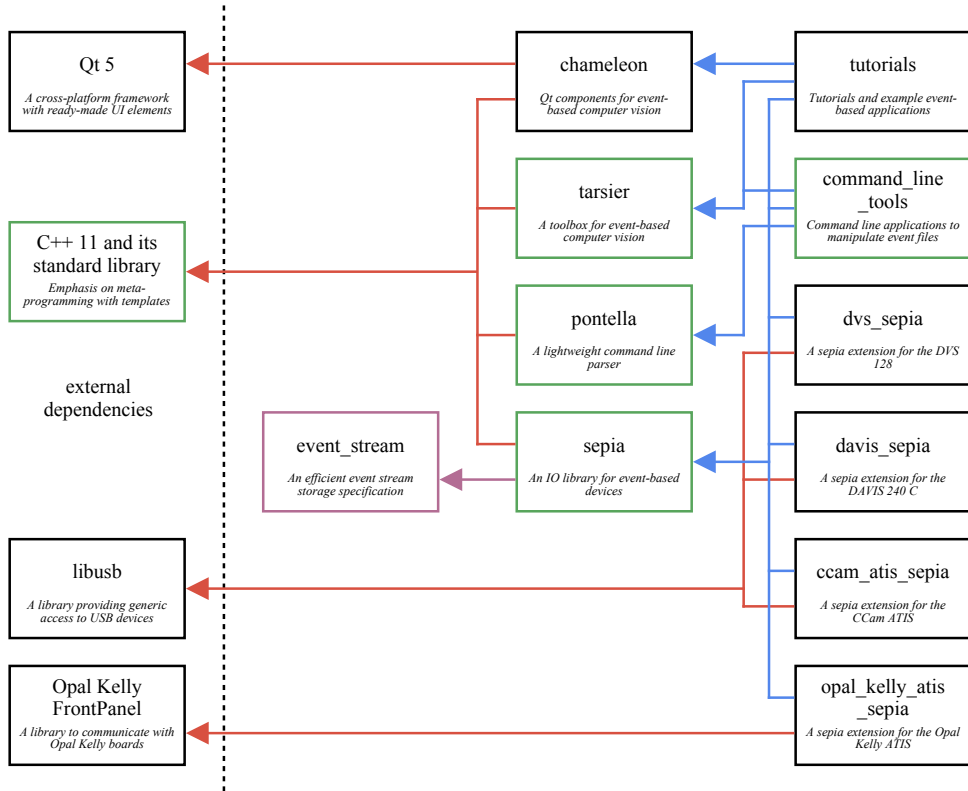 Qt 5
A cross-platform framework
with ready-made UI elements
chameleon
Qt components for event-
based computer vision
tutorials
Tutorials and example event-
based applications
C++ 11 and its
standard library
Emphasis on meta-
programming with templates
tarsier
A toolbox for event-based
computer vision
command_line
_tools
Command line applications to
manipulate event files
pontella
A lightweight command line
parser
dvs_sepia
A sepia extension for the DVS
128
external
dependencies
event_stream
An efficient event stream
storage specification
sepia
An IO library for event-based
devices
davis_sepia
A sepia extension for the
DAVIS 240 C
libusb
A library providing generic
access to USB devices
ccam_atis_sepia
A sepia extension for the
CCam ATIS
Opal Kelly
FrontPanel
A library to communicate with
Opal Kelly boards
opal_kelly_atis
_sepia
A sepia extension for the Opal
Kelly ATIS